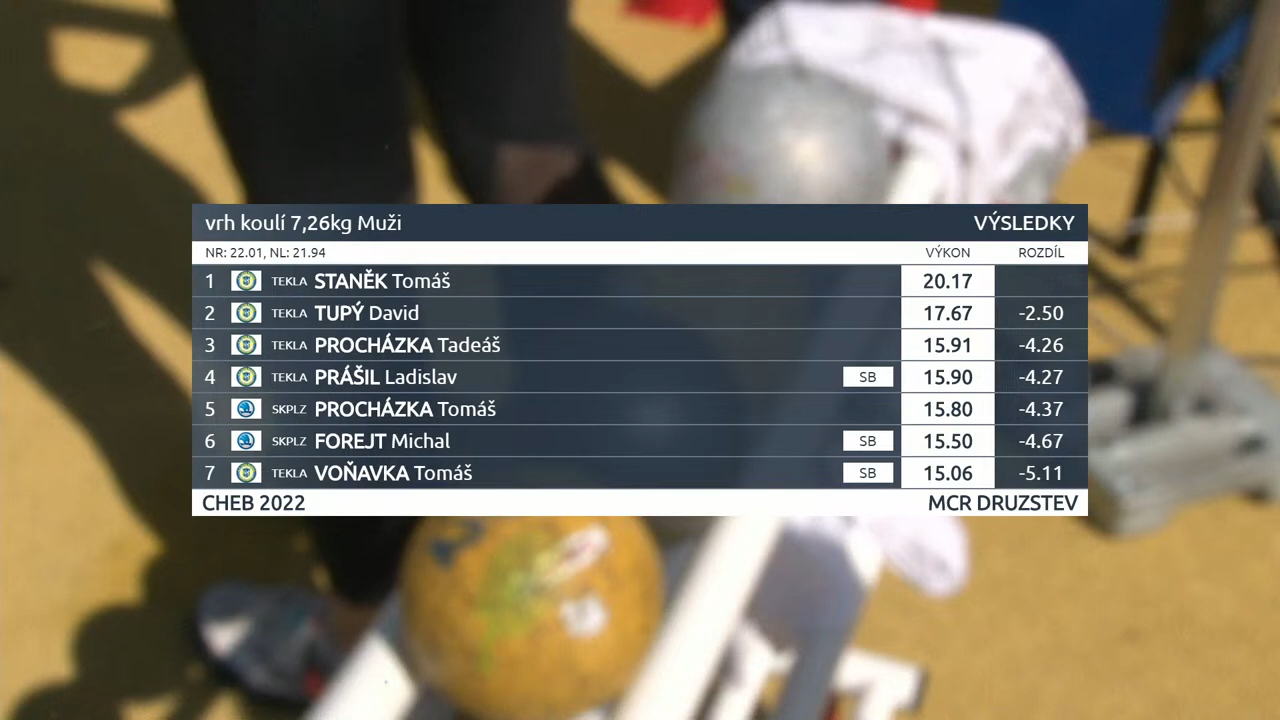 vrh koulí 7,26kg Muži VÝSLEDKY
NR: 22.01, NL: 21.94 VÝKON ROZDÍL
1 TEKLA STANĚK Tomáš 20.17
2 TEKLA TUPÝ David 17.67 -2.50
3 TEKLA PROCHÁZKA Tadeáš 15.91 -4.26
4 TEKLA PRÁŠIL Ladislav SB 15.90 -4.27
5 SKPLZ PROCHÁZKA Tomáš 15.80 -4.37
6 SKPLZ FOREJT Michal SB 15.50 -4.67
7 TEKLA VOŇAVKA Tomáš SB 15.06 -5.11
CHEB 2022 MCR DRUZSTEV